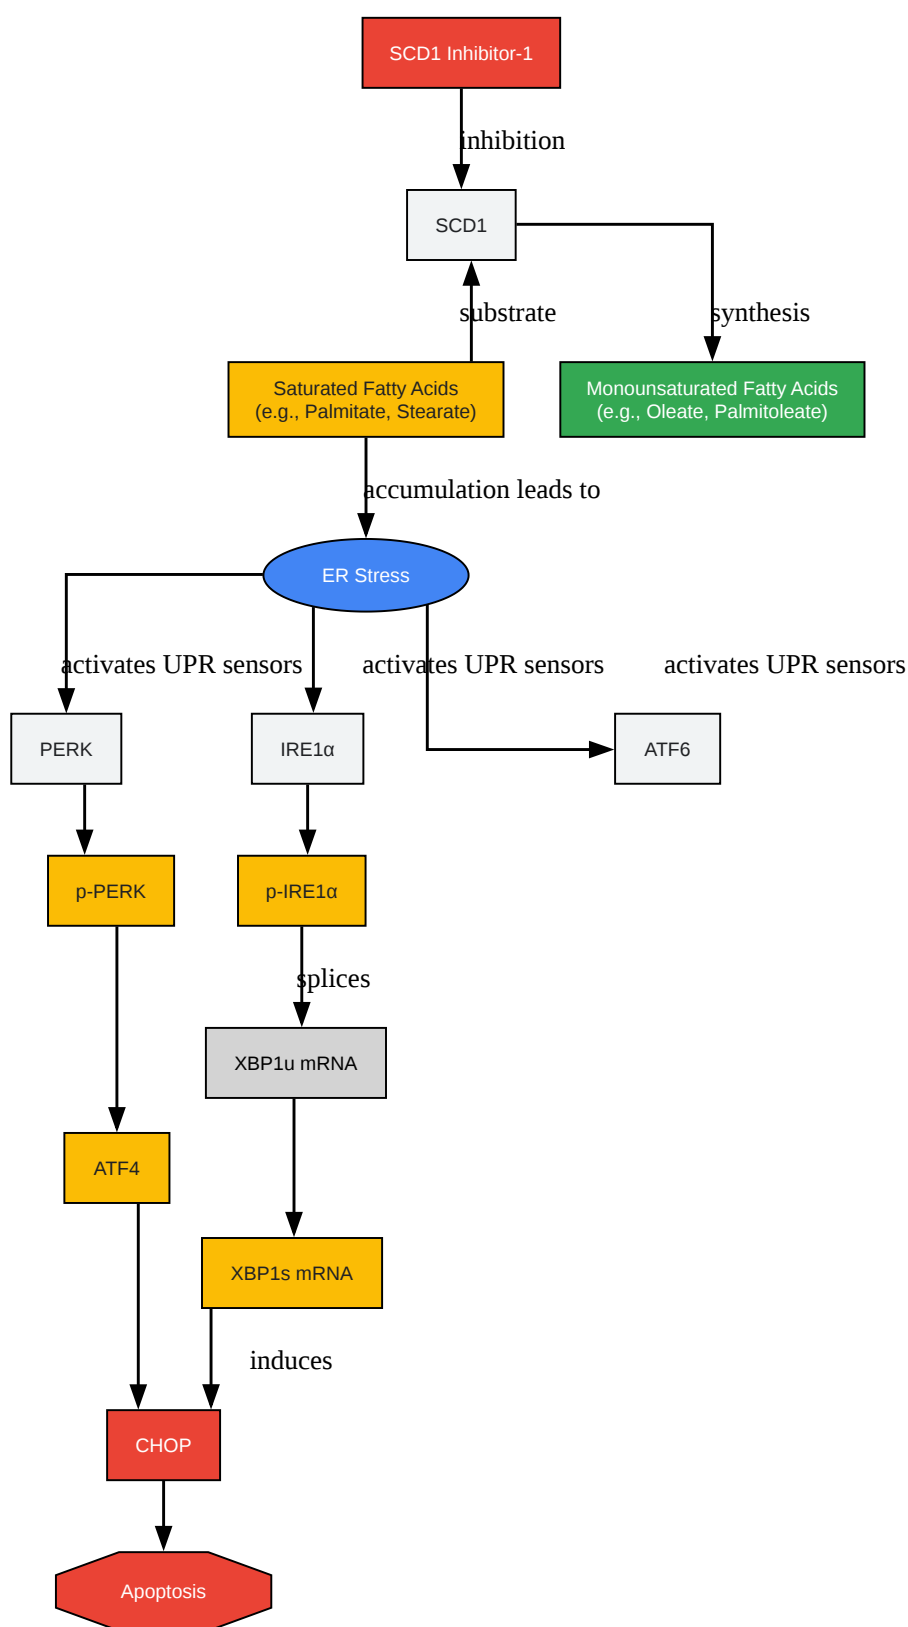 SCD1 Inhibitor-1
inhibition
SCD1
substrate
synthesis
Saturated Fatty Acids
(e.g., Palmitate, Stearate)
Monounsaturated Fatty Acids
(e.g., Oleate, Palmitoleate)
accumulation leads to
ER Stress
activates UPR sensors
activates UPR sensors
activates UPR sensors
PERK
IRE1α
ATF6
p-PERK
p-IRE1α
splices
XBP1u mRNA
ATF4
XBP1s mRNA
induces
CHOP
Apoptosis